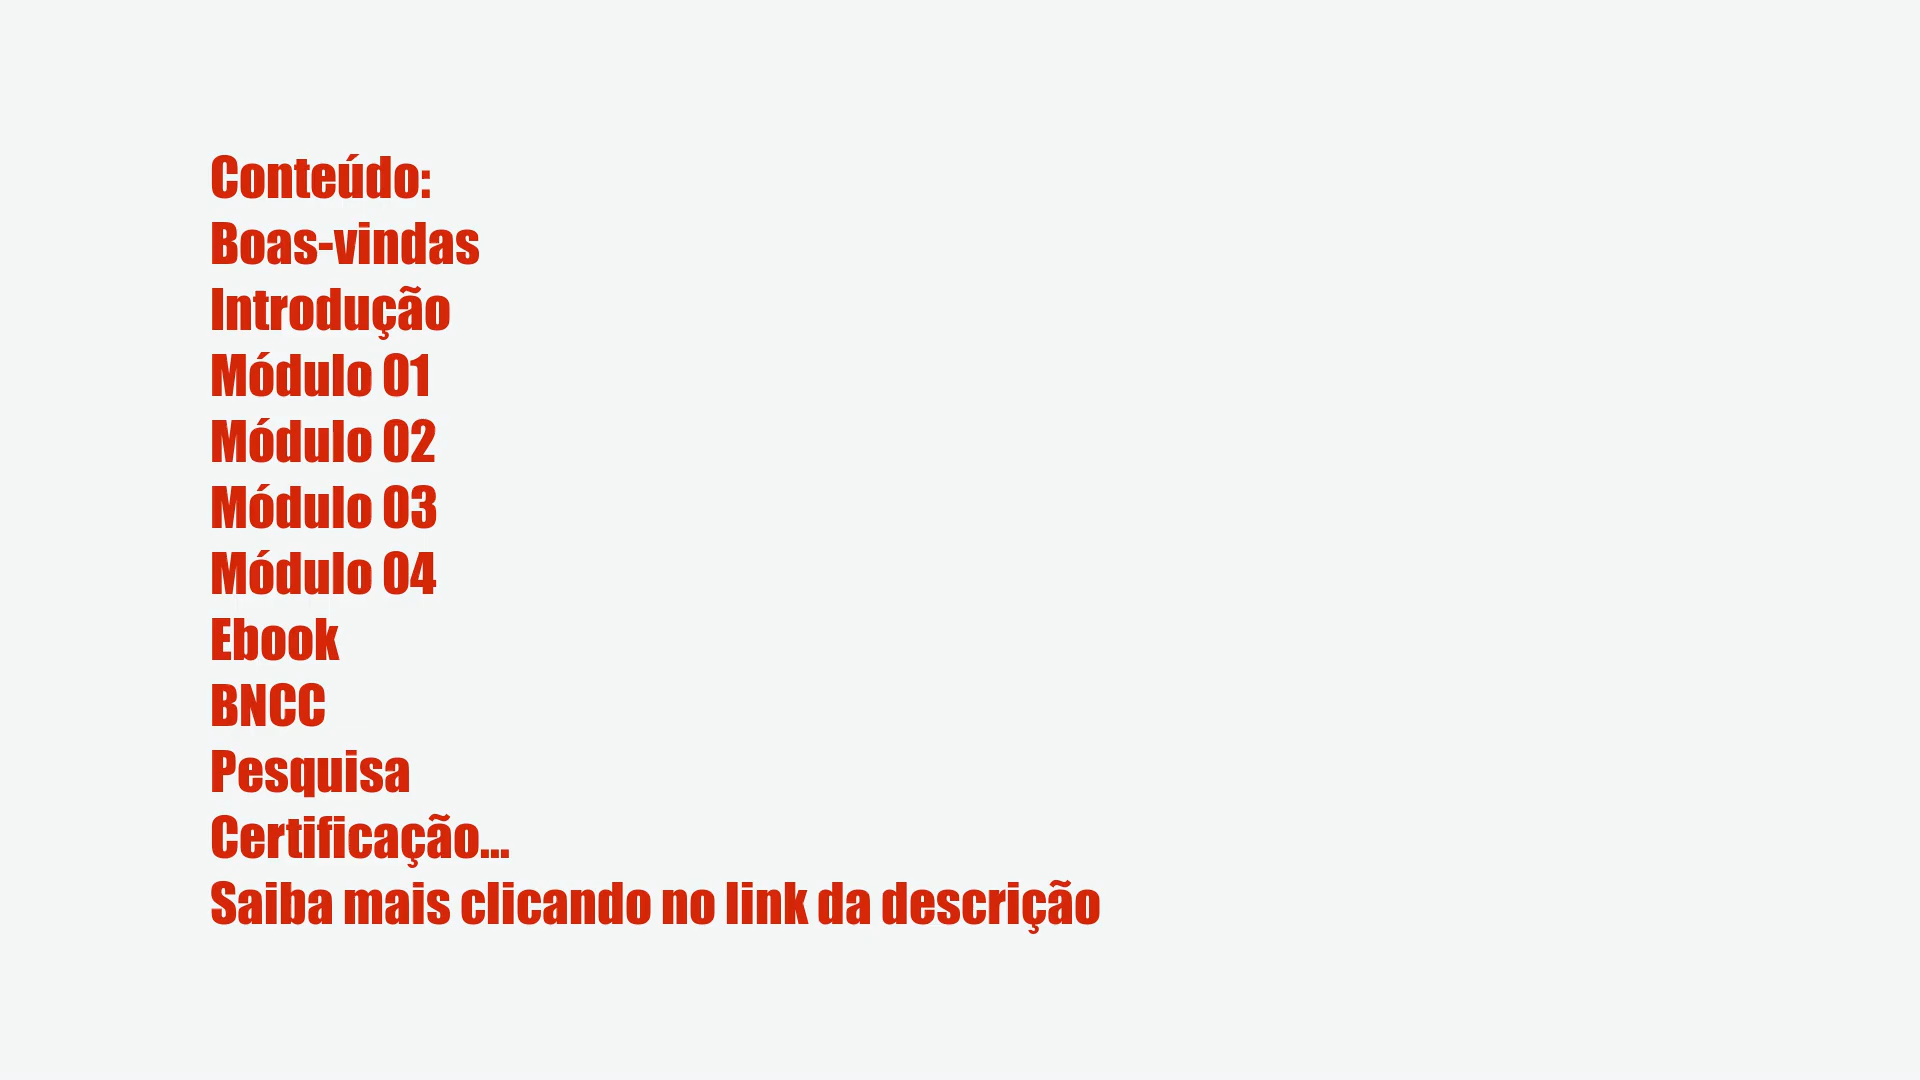 Conteúdo:
Boas-vindas
Introdução
Módulo 01
Módulo 02
Módulo 03
Módulo 04
Ebook
BNCC
Pesquisa
Certificação...
Saiba mais clicando no link da descrição